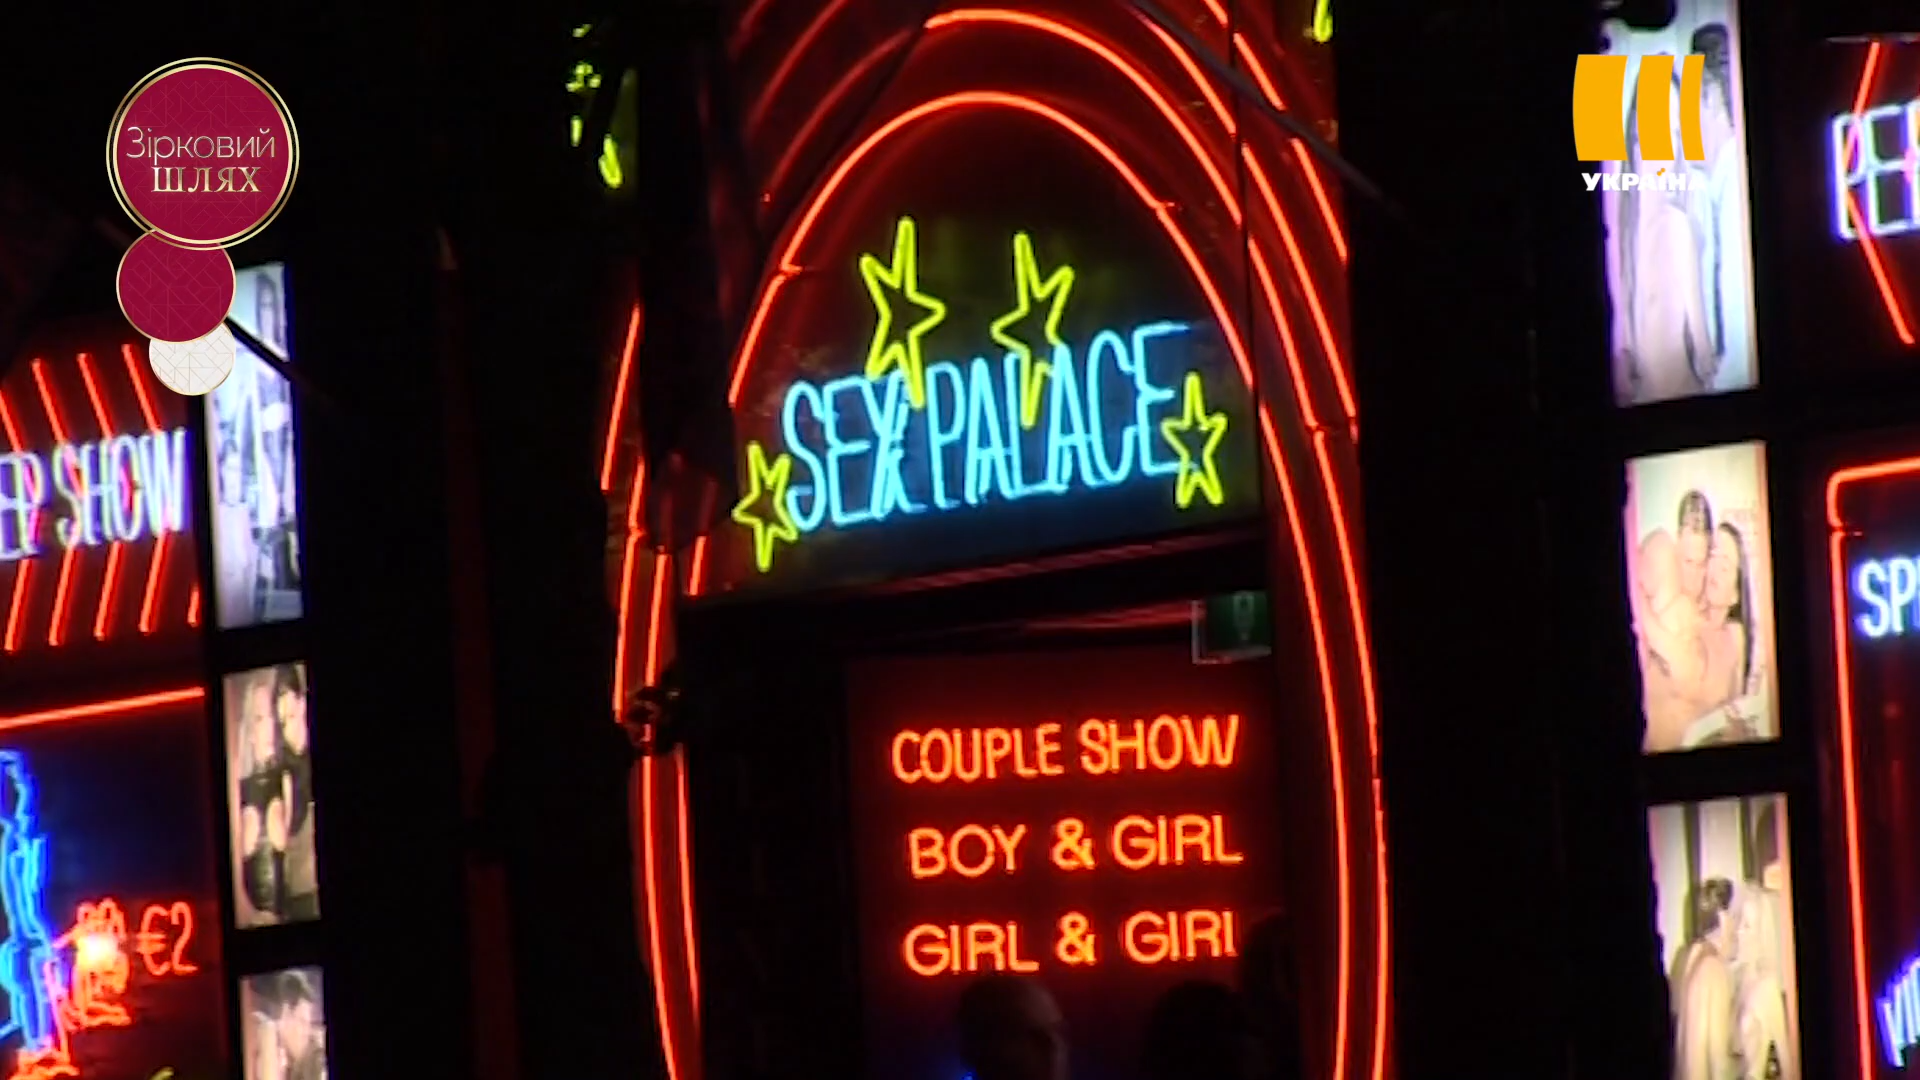 Зірковий
ШЛЯХ
УКРАЇНА
SEX PALACE
SHOW
COUPLE SHOW
BOY & GIRL
GIRL & GIRL
€2